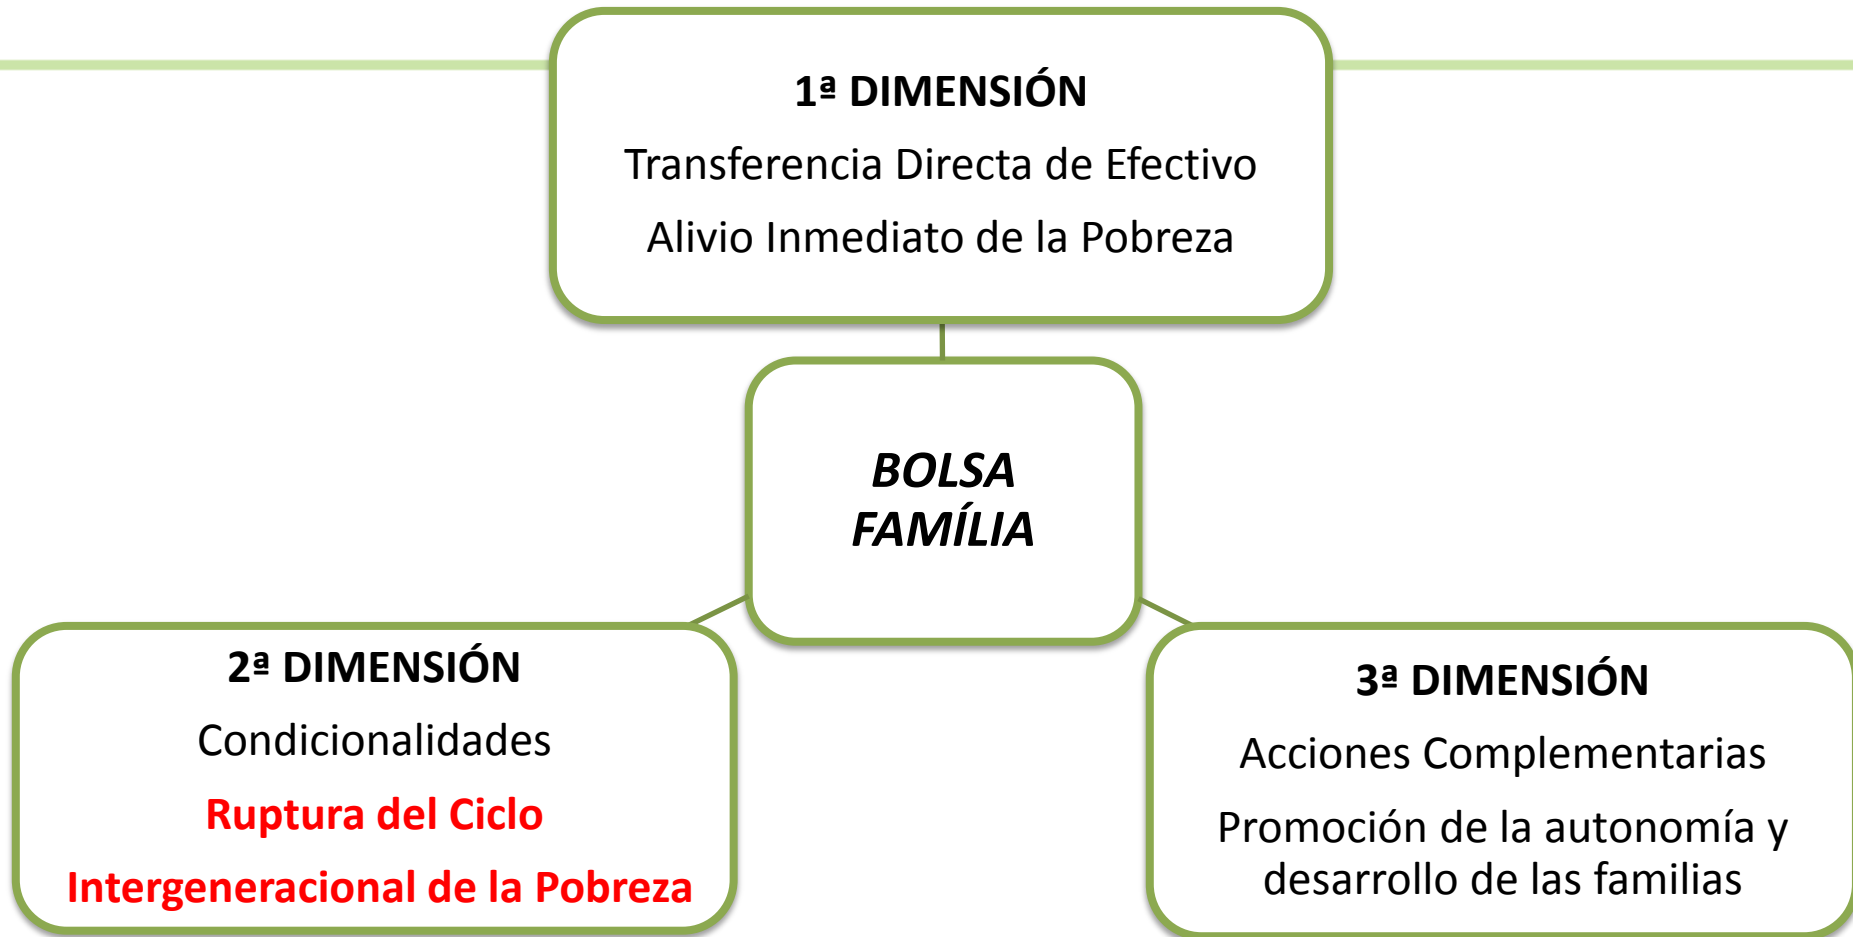 1ª DIMENSIÓN
Transferencia Directa de Efectivo
Alivio Inmediato de la Pobreza
BOLSA
FAMÍLIA
2ª DIMENSIÓN
Condicionalidades
Ruptura del Ciclo
Intergeneracional de la Pobreza
3ª DIMENSIÓN
Acciones Complementarias
Promoción de la autonomía y
desarrollo de las familias